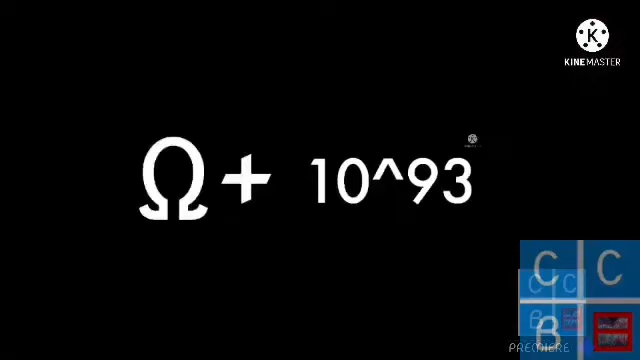 K
KINEMASTER
Ω + 10^93
C C
C C
B
B
PREMIERE